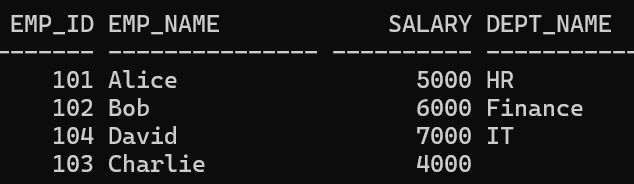 EMP_ID EMP_NAME SALARY DEPT_NAME
------- --------------- ---------- -----------
101 Alice 5000 HR
102 Bob 6000 Finance
104 David 7000 IT
103 Charlie 4000